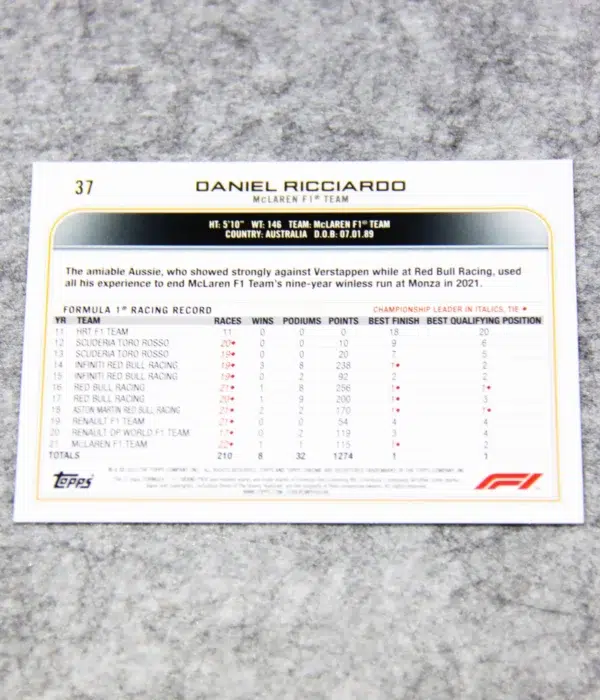 37
DANIEL RICCIARDO
McLAREN F1® TEAM
HT: 5'10" WT: 146 TEAM: McLAREN F1® TEAM
COUNTRY: AUSTRALIA D.O.B: 07.01.89
The amiable Aussie, who showed strongly against Verstappen while at Red Bull Racing, used
all his experience to end McLaren F1 Team's nine-year winless run at Monza in 2021.
FORMULA 1® RACING RECORD CHAMPIONSHIP LEADER IN ITALICS, TIE ♦
YR TEAM RACES WINS PODIUMS POINTS BEST FINISH BEST QUALIFYING POSITION
11 HRT F1 TEAM 11 0 0 0 18 20
12 SCUDERIA TORO ROSSO 20♦ 0 0 10 9 6
13 SCUDERIA TORO ROSSO 19♦ 0 0 20 7 5
14 INFINITI RED BULL RACING 19♦ 3 8 238 1♦ 2
15 INFINITI RED BULL RACING 19♦ 0 2 92 2 2
16 RED BULL RACING 21♦ 1 8 256 1♦ 1♦
17 RED BULL RACING 20♦ 1 9 200 1♦ 3
18 ASTON MARTIN RED BULL RACING 21♦ 2 2 170 1♦ 1♦
19 RENAULT F1 TEAM 21♦ 0 0 54 4 4
20 RENAULT DP WORLD F1 TEAM 17♦ 0 2 119 3 4
21 McLAREN F1 TEAM 22♦ 1 1 115 1♦ 2
TOTALS 210 8 32 1274 1 1
Topps F1